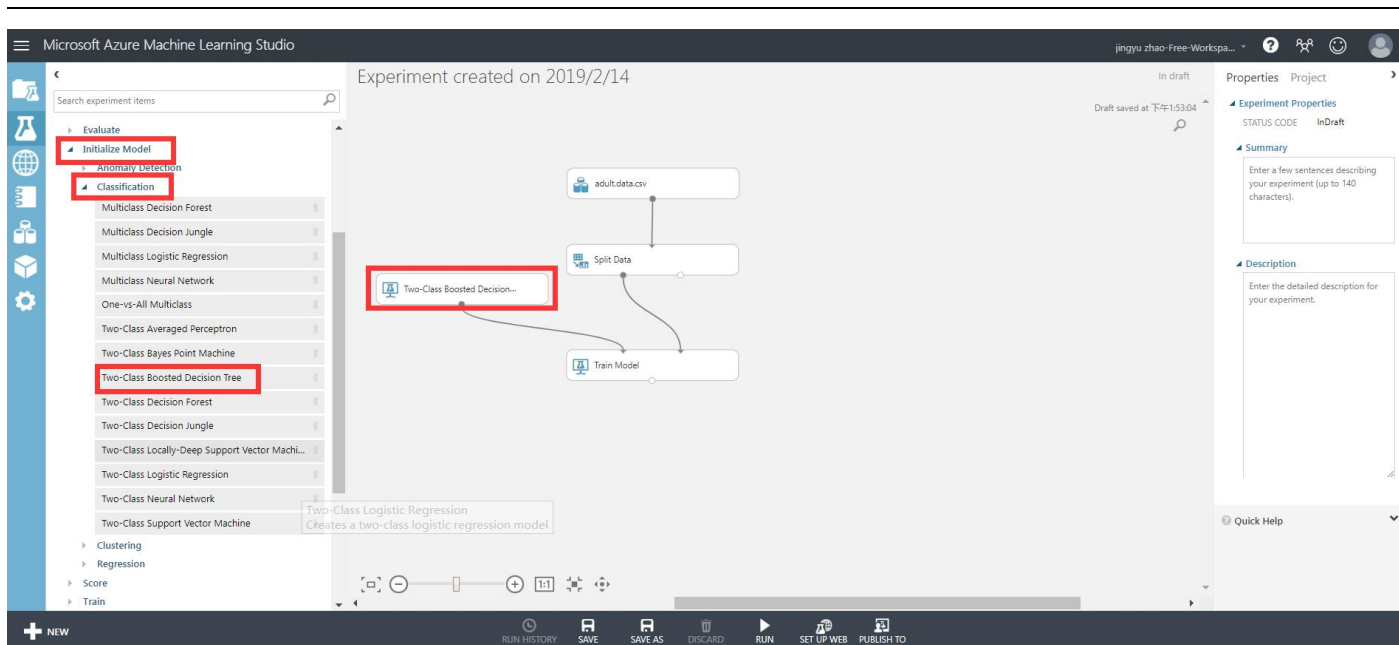 Microsoft Azure Machine Learning Studio
jingyu zhao-Free-Workspa...
Search experiment items
Evaluate
Initialize Model
Anomaly Detection
Classification
Multiclass Decision Forest
Multiclass Decision Jungle
Multiclass Logistic Regression
Multiclass Neural Network
One-vs-All Multiclass
Two-Class Averaged Perceptron
Two-Class Bayes Point Machine
Two-Class Boosted Decision Tree
Two-Class Decision Forest
Two-Class Decision Jungle
Two-Class Locally-Deep Support Vector Machi...
Two-Class Logistic Regression
Two-Class Neural Network
Two-Class Support Vector Machine
Clustering
Regression
Score
Train
Two-Class Logistic Regression
Creates a two-class logistic regression model
Experiment created on 2019/2/14
In draft
Draft saved at 下午1:53:04
adult.data.csv
Split Data
Two-Class Boosted Decision...
Train Model
1:1
Properties Project
Experiment Properties
STATUS CODE InDraft
Summary
Enter a few sentences describing
your experiment (up to 140
characters).
Description
Enter the detailed description for
your experiment.
Quick Help
NEW
RUN HISTORY
SAVE
SAVE AS
DISCARD
RUN
SET UP WEB
PUBLISH TO